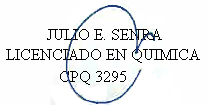 JULIO E. SENRA
LICENCIADO EN QUIMICA
CPQ 3295